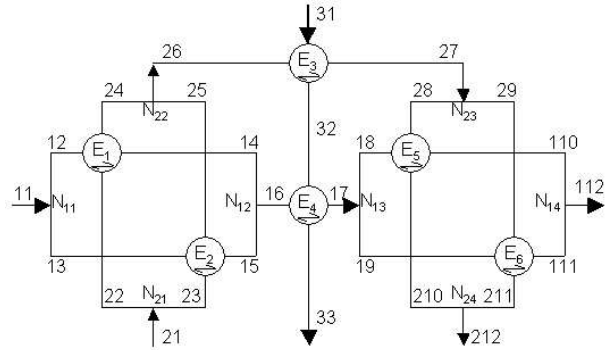 31
26 E3 27
24 N22 25 28 N23 29
32
12 E1 14 18 E5 110
11 N11 N12 16 E4 17 N13 N14 112
13 E2 15 19 E6 111
22 N21 23 33 210 N24 211
21 212